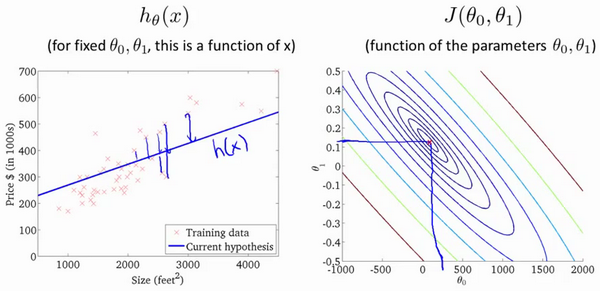 hθ(x)
(for fixed θ0, θ1, this is a function of x)
700
600
500
400
300
200
100
0
Price $ (in 1000s)
h(x)
× Training data
Current hypothesis
1000 2000 3000 4000
Size (feet²)
J(θ0, θ1)
(function of the parameters θ0, θ1)
0.5
0.4
0.3
0.2
0.1
0
-0.1
-0.2
-0.3
-0.4
-0.5
θ1
-1000 -500 0 500 1000 1500 2000
θ0